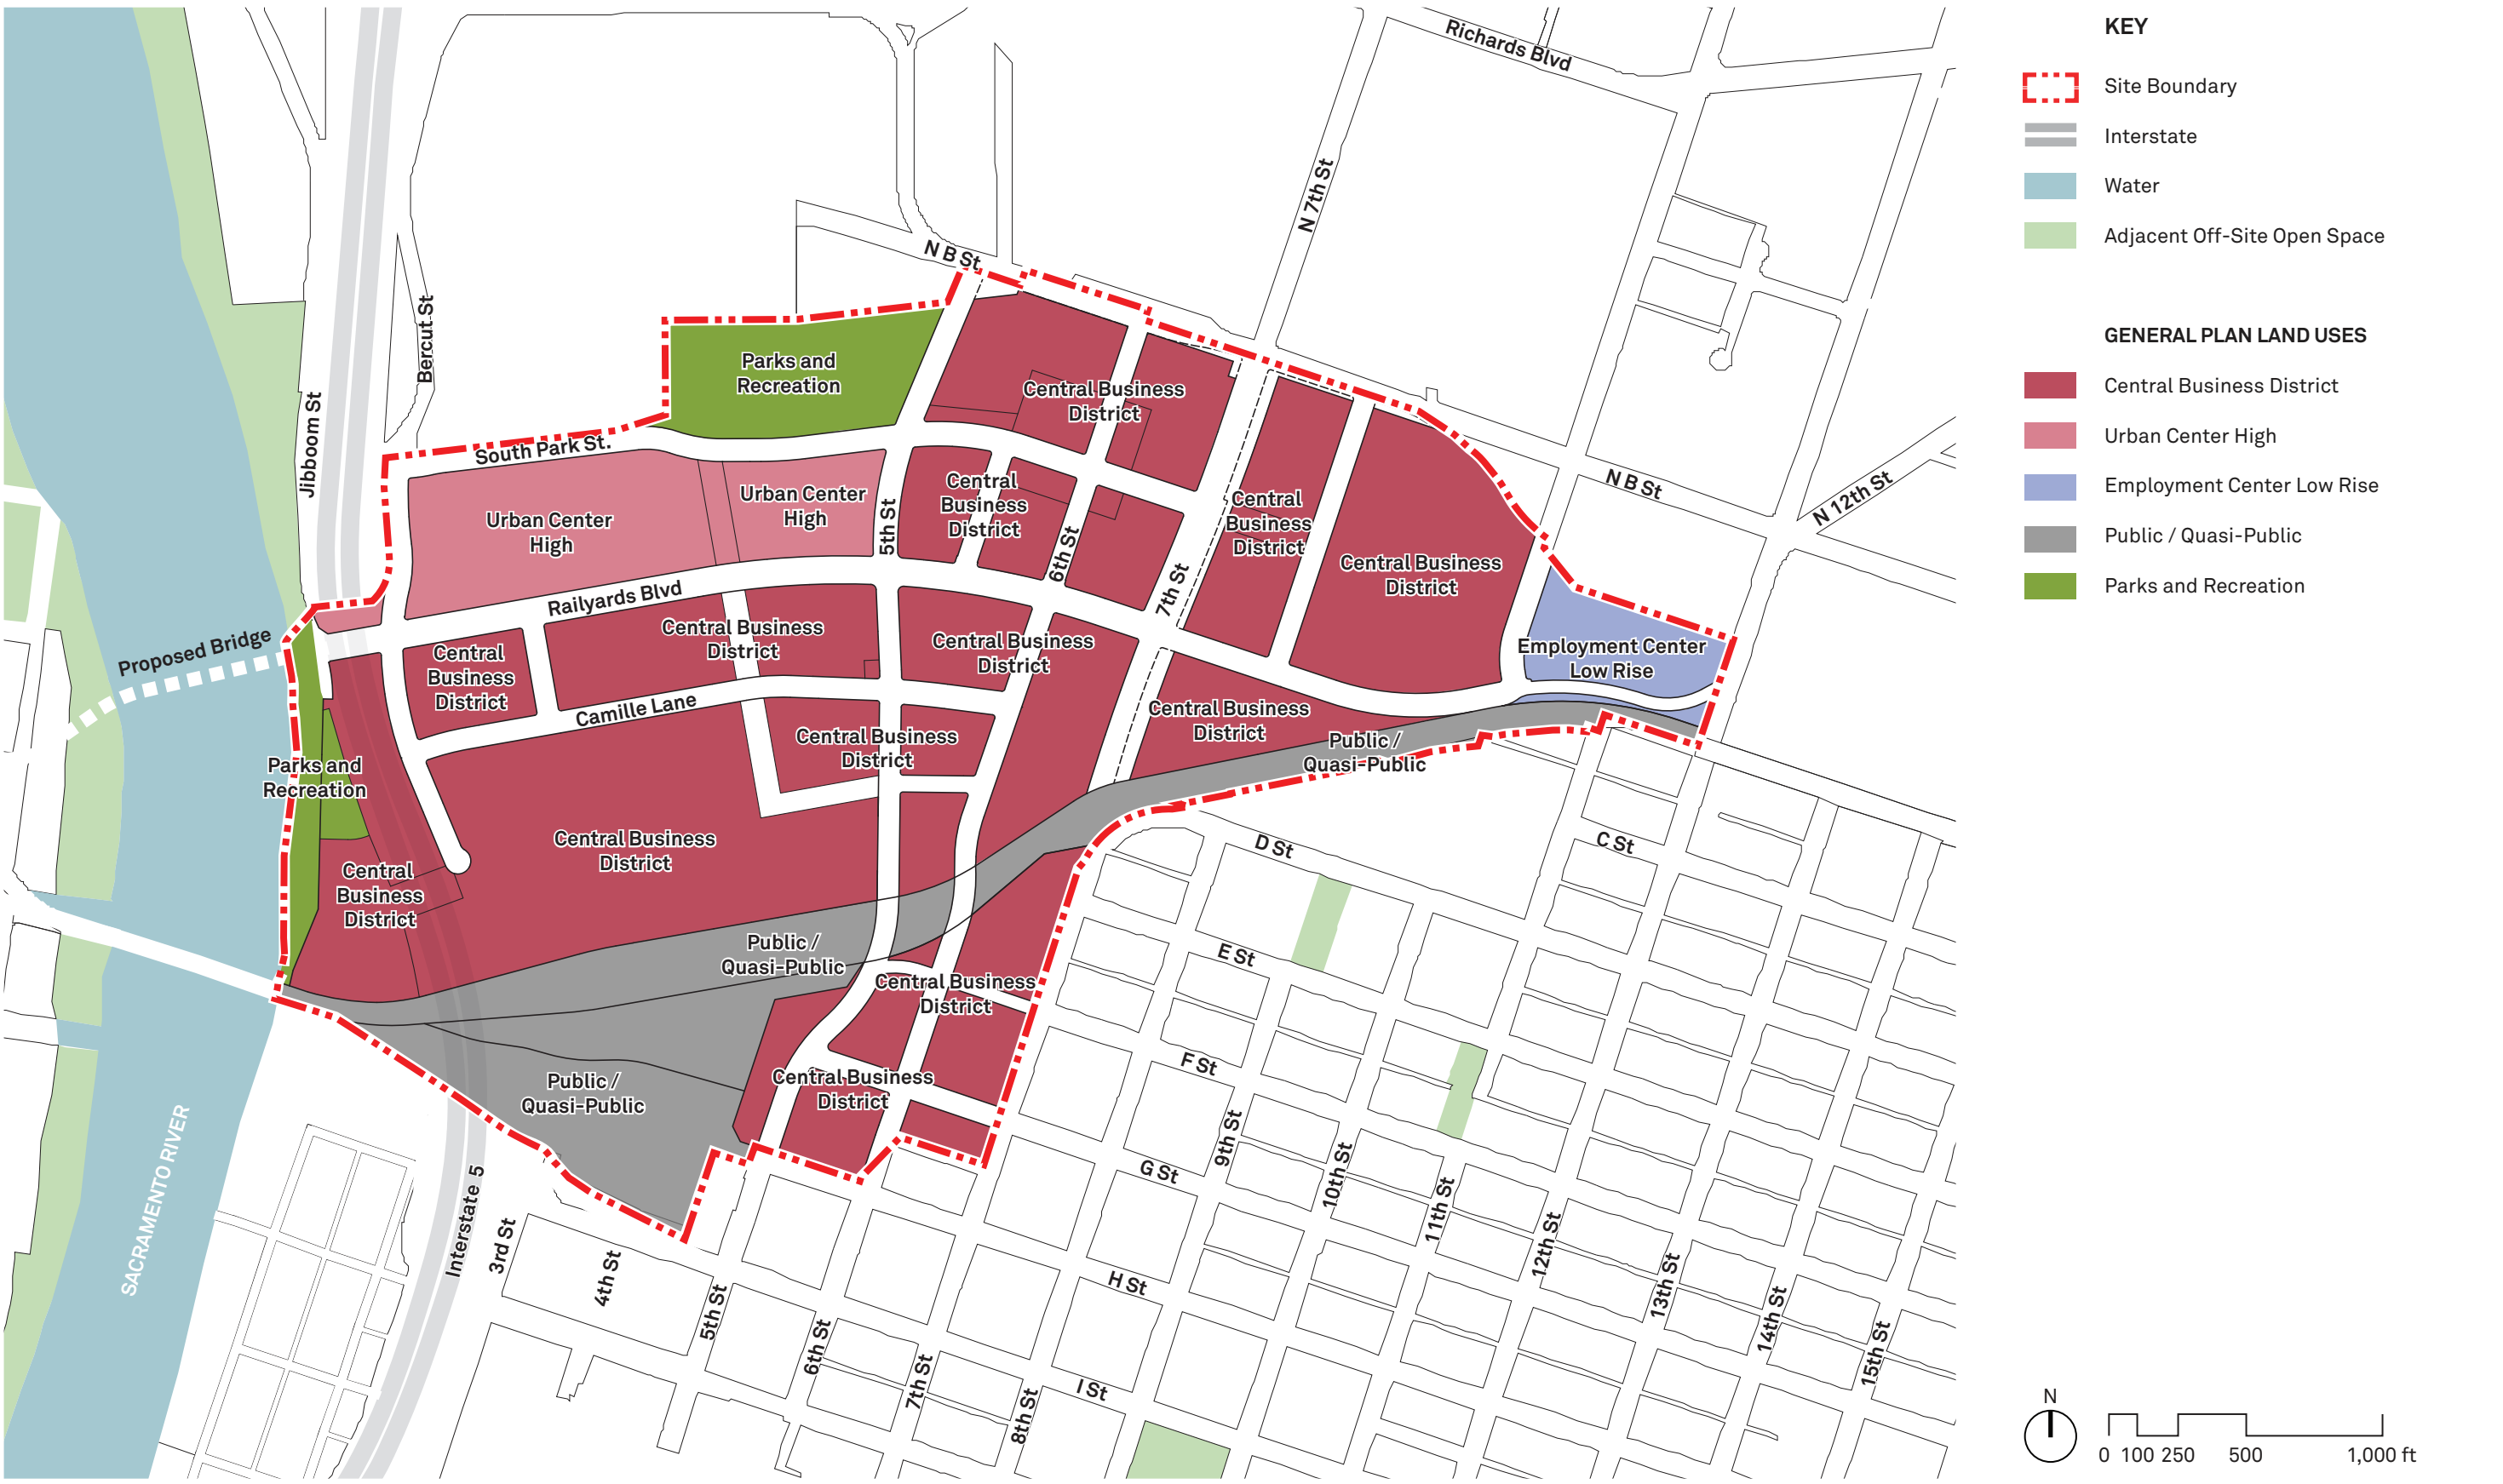 Richards Blvd
N 7th St
N B St
Bercut St
Jibboom St
Parks and
Recreation
South Park St.
Central Business
District
Urban Center
High
Urban Center
High
5th St
Central
Business
District
6th St
7th St
Central
Business
District
Central Business
District
N B St
N 12th St
Railyards Blvd
Proposed Bridge
Central
Business
District
Central Business
District
Central Business
District
Employment Center
Low Rise
Camille Lane
Central Business
District
Central Business
District
Public /
Quasi-Public
Parks and
Recreation
Central Business
District
Central
Business
District
D St
C St
Public /
Quasi-Public
E St
Central Business
District
Public /
Quasi-Public
Central Business
District
F St
G St
H St
I St
SACRAMENTO RIVER
Interstate 5
3rd St
4th St
5th St
6th St
7th St
8th St
9th St
10th St
11th St
12th St
13th St
14th St
15th St
KEY
Site Boundary
Interstate
Water
Adjacent Off-Site Open Space
GENERAL PLAN LAND USES
Central Business District
Urban Center High
Employment Center Low Rise
Public / Quasi-Public
Parks and Recreation
N
0 100 250 500 1,000 ft